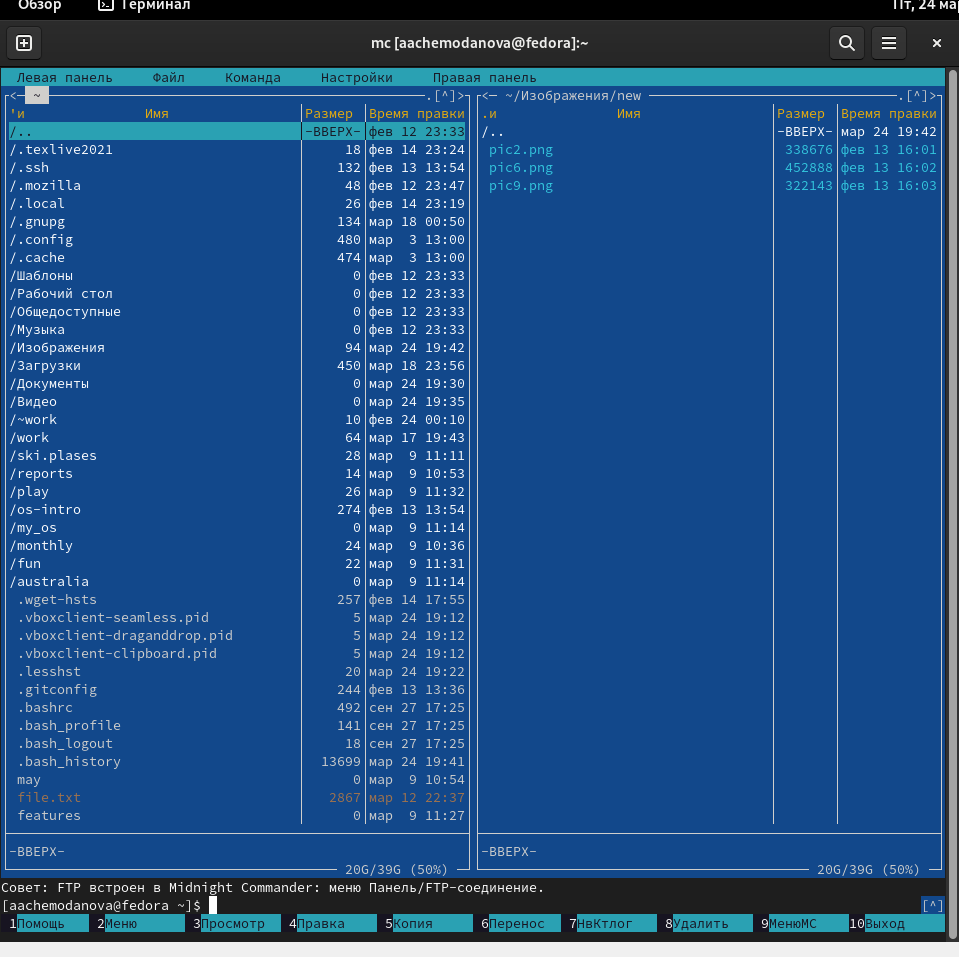 Обзор Терминал Пт, 24 мар
mc [aachemodanova@fedora]:~
Левая панель Файл Команда Настройки Правая панель
<- ~ .[^]> <- ~/Изображения/new .[^]>
'и Имя Размер Время правки .и Имя Размер Время правки
/.. -ВВЕРХ- фев 12 23:33 /.. -ВВЕРХ- мар 24 19:42
/.texlive2021 18 фев 14 23:24 pic2.png 338676 фев 13 16:01
/.ssh 132 фев 13 13:54 pic6.png 452888 фев 13 16:02
/.mozilla 48 фев 12 23:47 pic9.png 322143 фев 13 16:03
/.local 26 фев 14 23:19
/.gnupg 134 мар 18 00:50
/.config 480 мар 3 13:00
/.cache 474 мар 3 13:00
/Шаблоны 0 фев 12 23:33
/Рабочий стол 0 фев 12 23:33
/Общедоступные 0 фев 12 23:33
/Музыка 0 фев 12 23:33
/Изображения 94 мар 24 19:42
/Загрузки 450 мар 18 23:56
/Документы 0 мар 24 19:30
/Видео 0 мар 24 19:35
/~work 10 фев 24 00:10
/work 64 мар 17 19:43
/ski.plases 28 мар 9 11:11
/reports 14 мар 9 10:53
/play 26 мар 9 11:32
/os-intro 274 фев 13 13:54
/my_os 0 мар 9 11:14
/monthly 24 мар 9 10:36
/fun 22 мар 9 11:31
/australia 0 мар 9 11:14
.wget-hsts 257 фев 14 17:55
.vboxclient-seamless.pid 5 мар 24 19:12
.vboxclient-draganddrop.pid 5 мар 24 19:12
.vboxclient-clipboard.pid 5 мар 24 19:12
.lesshst 20 мар 24 19:22
.gitconfig 244 фев 13 13:36
.bashrc 492 сен 27 17:25
.bash_profile 141 сен 27 17:25
.bash_logout 18 сен 27 17:25
.bash_history 13699 мар 24 19:41
may 0 мар 9 10:54
file.txt 2867 мар 12 22:37
features 0 мар 9 11:27
-ВВЕРХ- -ВВЕРХ-
20G/39G (50%) 20G/39G (50%)
Совет: FTP встроен в Midnight Commander: меню Панель/FTP-соединение.
[aachemodanova@fedora ~]$ [^]
1Помощь 2Меню 3Просмотр 4Правка 5Копия 6Перенос 7НвКтлог 8Удалить 9МенюMC 10Выход